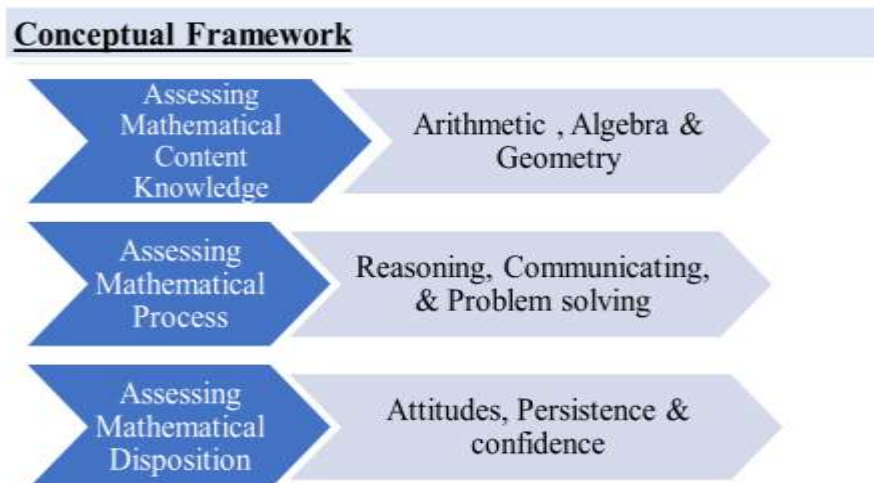 Conceptual Framework
Assessing
Mathematical
Content
Knowledge
Arithmetic , Algebra &
Geometry
Assessing
Mathematical
Process
Reasoning, Communicating,
& Problem solving
Assessing
Mathematical
Disposition
Attitudes, Persistence &
confidence